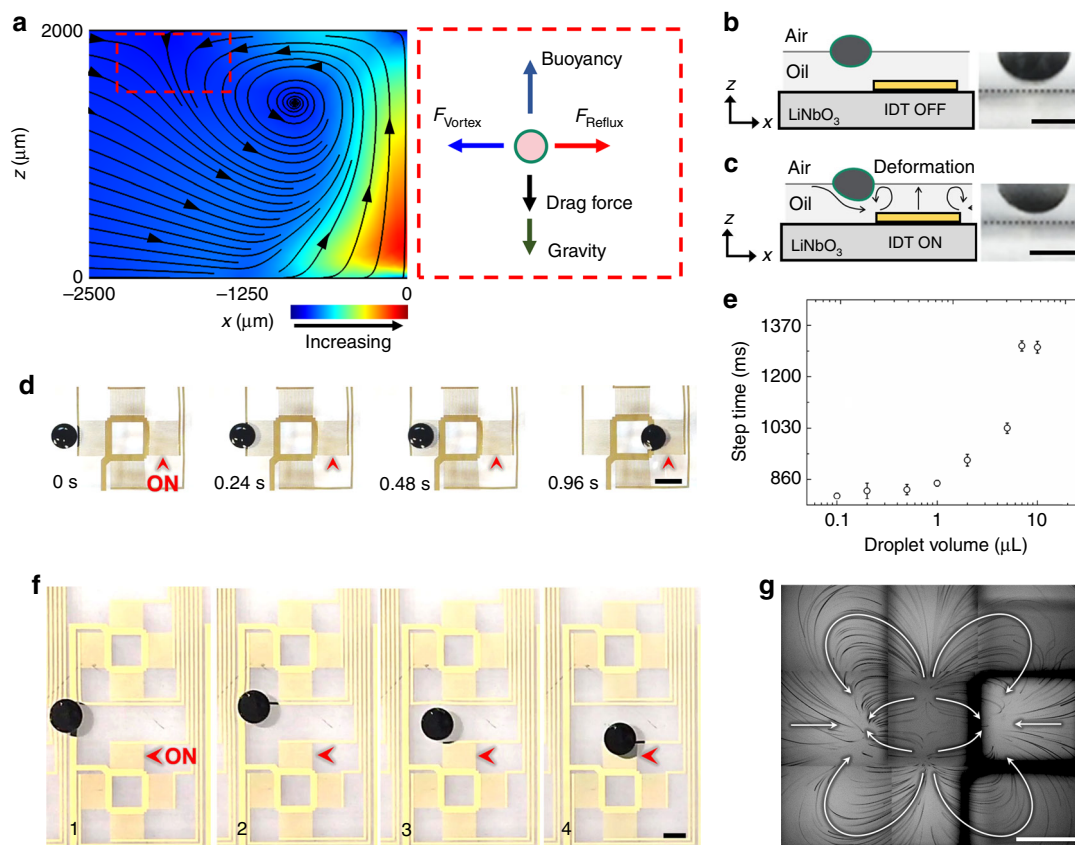 a
2000
z (μm)
0
−2500
−1250
0
x (μm)
Increasing
Buoyancy
F Vortex
F Reflux
Drag force
Gravity
b
Air
Oil
z
x
LiNbO3
IDT OFF
c
Air
Deformation
Oil
z
x
LiNbO3
IDT ON
d
0 s
ON
0.24 s
0.48 s
0.96 s
e
1370
1200
1030
860
Step time (ms)
0.1
1
10
Droplet volume (μL)
f
ON
1
2
3
4
g